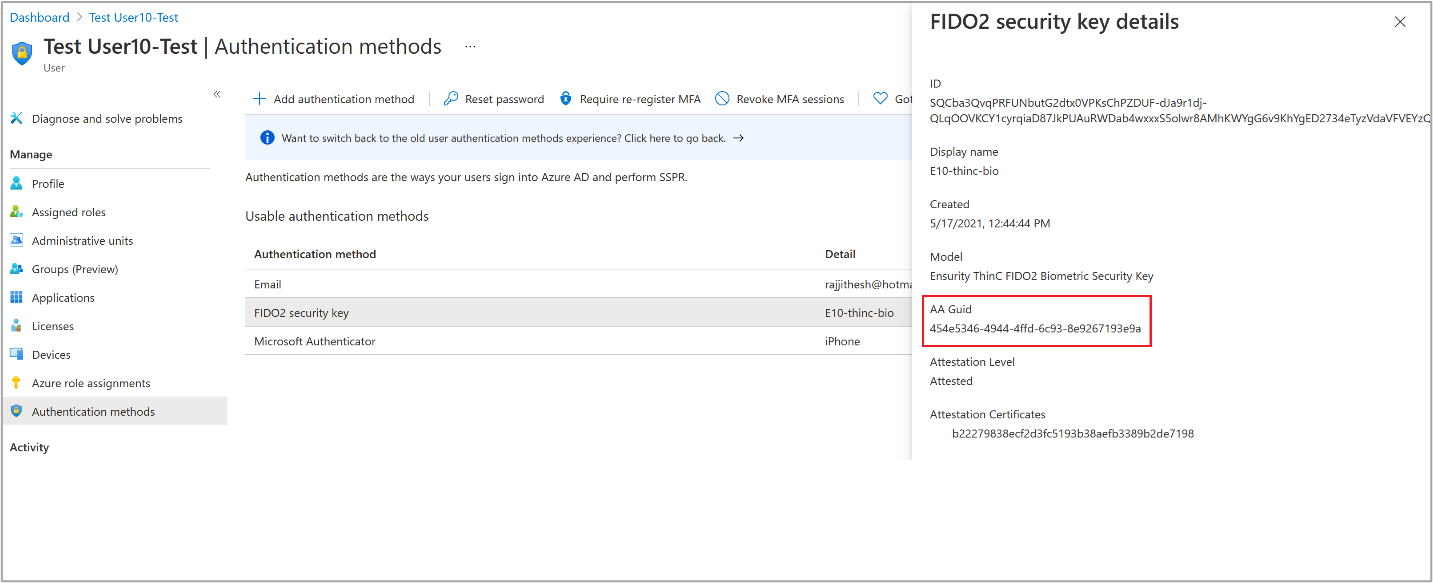 Dashboard > Test User10-Test
Test User10-Test | Authentication methods ...
User
«
Diagnose and solve problems
Manage
Profile
Assigned roles
Administrative units
Groups (Preview)
Applications
Licenses
Devices
Azure role assignments
Authentication methods
Activity
+ Add authentication method
Reset password
Require re-register MFA
Revoke MFA sessions
Got
Want to switch back to the old user authentication methods experience? Click here to go back. →
Authentication methods are the ways your users sign into Azure AD and perform SSPR.
Usable authentication methods
Authentication method Detail
Email rajjithesh@hotma
FIDO2 security key E10-thinc-bio
Microsoft Authenticator iPhone
FIDO2 security key details
ID
SQCba3QvqPRFUNbutG2dtx0VPKsChPZDUF-dJa9r1dj-
QLqOOVKCY1cyrqiaD87JkPUAuRWDab4wxxxS5olwr8AMhKWYgG6v9KhYgED2734eTyzVdaVFVEYzQ
Display name
E10-thinc-bio
Created
5/17/2021, 12:44:44 PM
Model
Ensurity ThinC FIDO2 Biometric Security Key
AA Guid
454e5346-4944-4ffd-6c93-8e9267193e9a
Attestation Level
Attested
Attestation Certificates
b22279838ecf2d3fc5193b38aefb3389b2de7198